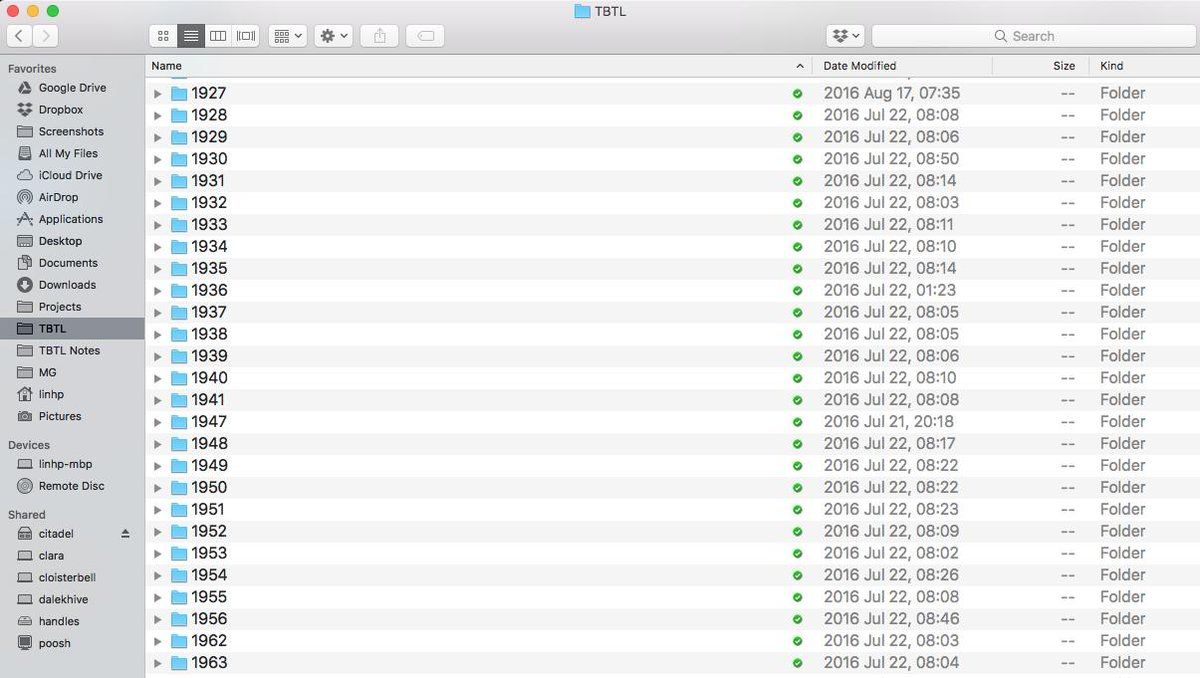 TBTL
Search
Favorites
Google Drive
Dropbox
Screenshots
All My Files
iCloud Drive
AirDrop
Applications
Desktop
Documents
Downloads
Projects
TBTL
TBTL Notes
MG
linhp
Pictures
Devices
linhp-mbp
Remote Disc
Shared
citadel
clara
cloisterbell
dalekhive
handles
poosh
Name Date Modified Size Kind
1927 2016 Aug 17, 07:35 -- Folder
1928 2016 Jul 22, 08:08 -- Folder
1929 2016 Jul 22, 08:06 -- Folder
1930 2016 Jul 22, 08:50 -- Folder
1931 2016 Jul 22, 08:14 -- Folder
1932 2016 Jul 22, 08:03 -- Folder
1933 2016 Jul 22, 08:11 -- Folder
1934 2016 Jul 22, 08:10 -- Folder
1935 2016 Jul 22, 08:14 -- Folder
1936 2016 Jul 22, 01:23 -- Folder
1937 2016 Jul 22, 08:05 -- Folder
1938 2016 Jul 22, 08:05 -- Folder
1939 2016 Jul 22, 08:06 -- Folder
1940 2016 Jul 22, 08:10 -- Folder
1941 2016 Jul 22, 08:08 -- Folder
1947 2016 Jul 21, 20:18 -- Folder
1948 2016 Jul 22, 08:17 -- Folder
1949 2016 Jul 22, 08:22 -- Folder
1950 2016 Jul 22, 08:22 -- Folder
1951 2016 Jul 22, 08:23 -- Folder
1952 2016 Jul 22, 08:09 -- Folder
1953 2016 Jul 22, 08:02 -- Folder
1954 2016 Jul 22, 08:26 -- Folder
1955 2016 Jul 22, 08:08 -- Folder
1956 2016 Jul 22, 08:46 -- Folder
1962 2016 Jul 22, 08:03 -- Folder
1963 2016 Jul 22, 08:04 -- Folder